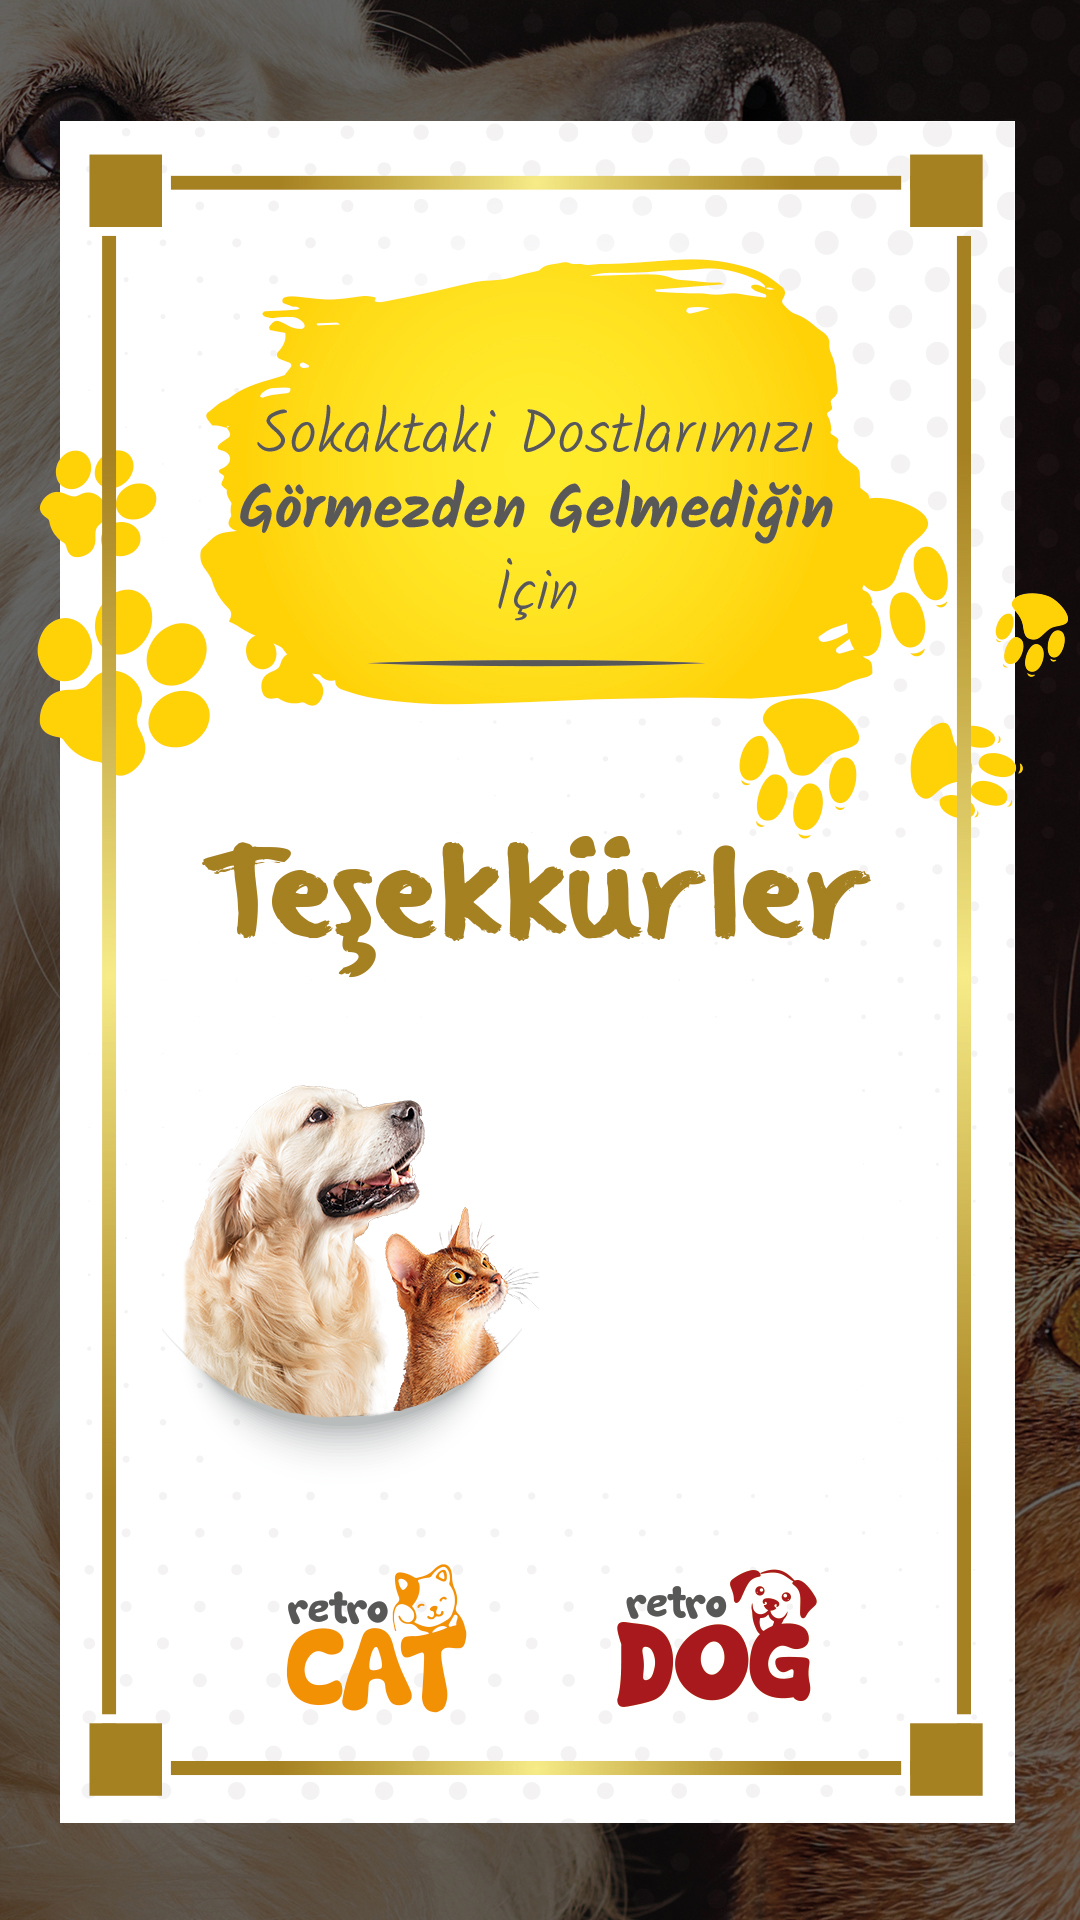 Sokaktaki Dostlarımızı
Görmezden Gelmediğin
İçin
Teşekkürler
retro
CAT
retro
DOG